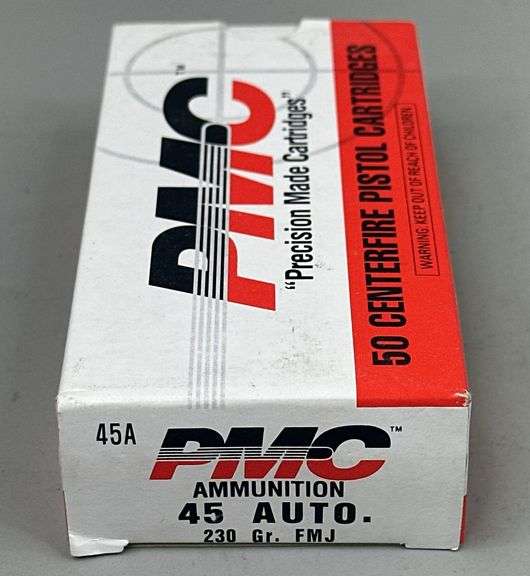 PMC™
"Precision Made Cartridges"
50 CENTERFIRE PISTOL CARTRIDGES
WARNING: KEEP OUT OF REACH OF CHILDREN.
45A
PMC™
AMMUNITION
45 AUTO.
230 Gr. FMJ